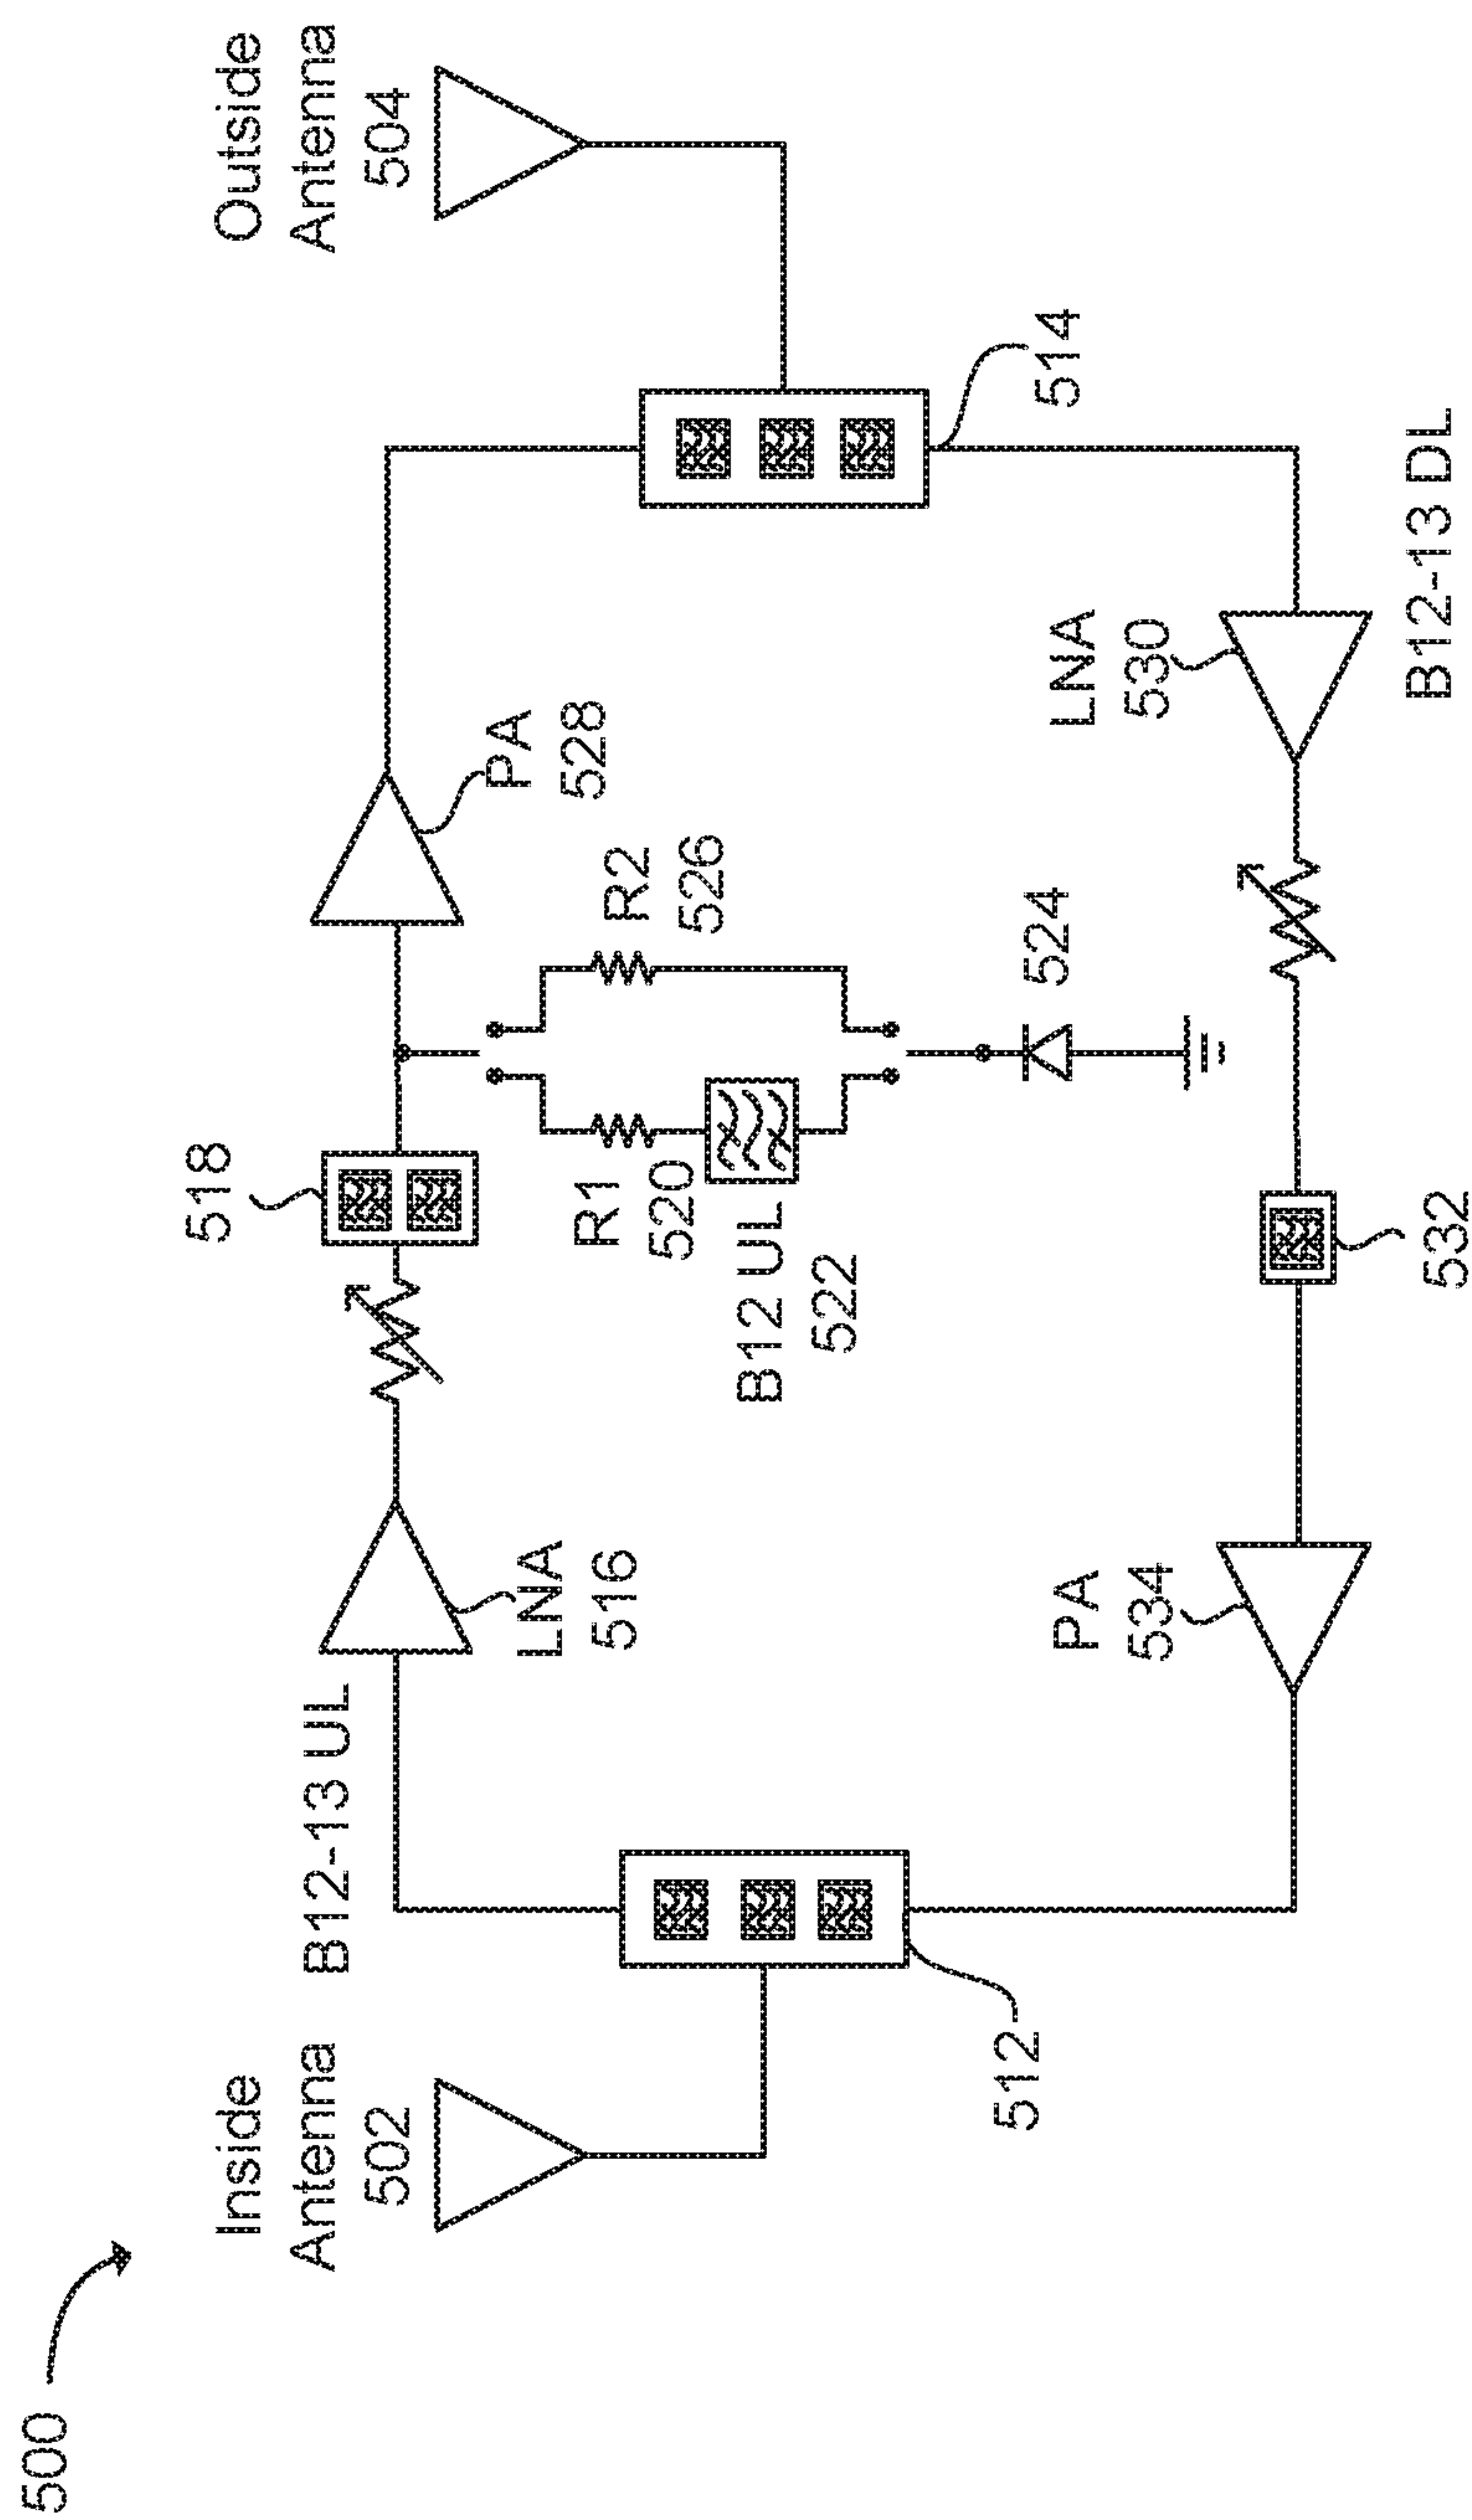 500
Inside
Antenna
502
B12-13 UL
LNA
516
518
R1
520
B12 UL
522
R2
526
524
PA
528
Outside
Antenna
504
512
514
PA
534
532
LNA
530
B12-13 DL